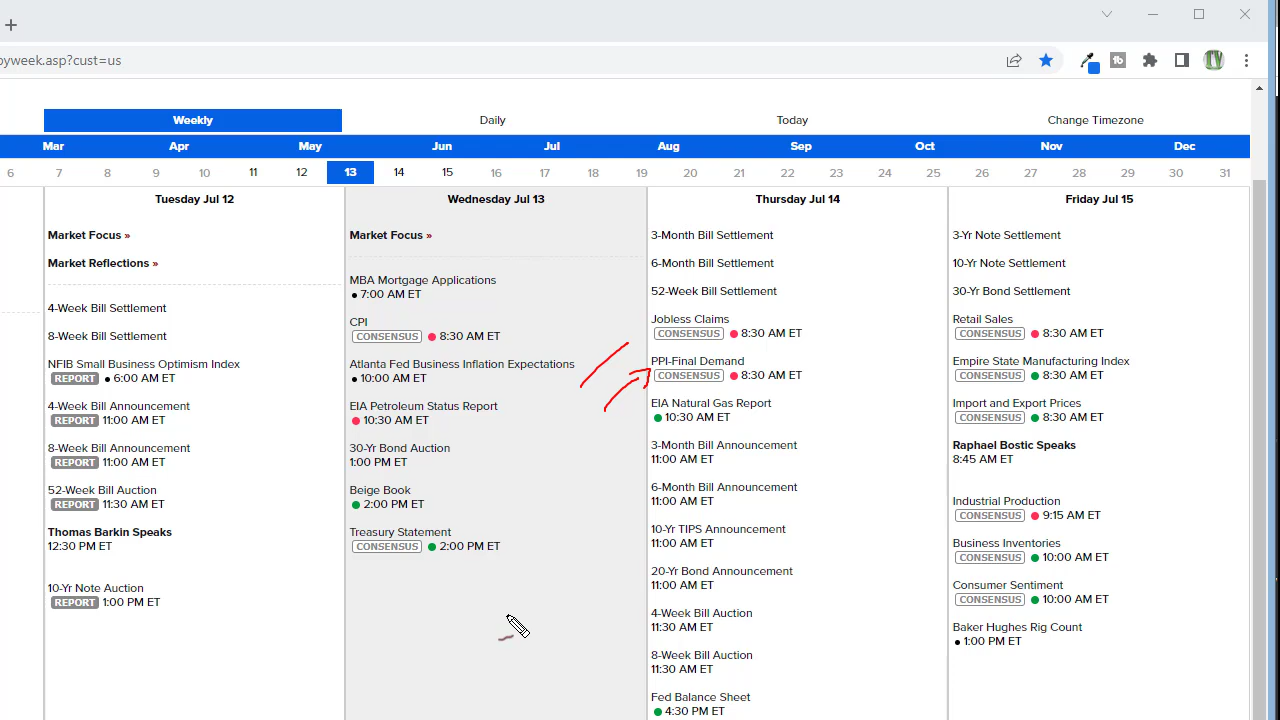 byweek.asp?cust=us
Weekly Daily Today Change Timezone
Mar Apr May Jun Jul Aug Sep Oct Nov Dec
6 7 8 9 10 11 12 13 14 15 16 17 18 19 20 21 22 23 24 25 26 27 28 29 30 31
Tuesday Jul 12
Market Focus »
Market Reflections »
4-Week Bill Settlement
8-Week Bill Settlement
NFIB Small Business Optimism Index
REPORT 6:00 AM ET
4-Week Bill Announcement
REPORT 11:00 AM ET
8-Week Bill Announcement
REPORT 11:00 AM ET
52-Week Bill Auction
REPORT 11:30 AM ET
Thomas Barkin Speaks
12:30 PM ET
10-Yr Note Auction
REPORT 1:00 PM ET
Wednesday Jul 13
Market Focus »
MBA Mortgage Applications
7:00 AM ET
CPI
CONSENSUS 8:30 AM ET
Atlanta Fed Business Inflation Expectations
10:00 AM ET
EIA Petroleum Status Report
10:30 AM ET
30-Yr Bond Auction
1:00 PM ET
Beige Book
2:00 PM ET
Treasury Statement
CONSENSUS 2:00 PM ET
Thursday Jul 14
3-Month Bill Settlement
6-Month Bill Settlement
52-Week Bill Settlement
Jobless Claims
CONSENSUS 8:30 AM ET
PPI-Final Demand
CONSENSUS 8:30 AM ET
EIA Natural Gas Report
10:30 AM ET
3-Month Bill Announcement
11:00 AM ET
6-Month Bill Announcement
11:00 AM ET
10-Yr TIPS Announcement
11:00 AM ET
20-Yr Bond Announcement
11:00 AM ET
4-Week Bill Auction
11:30 AM ET
8-Week Bill Auction
11:30 AM ET
Fed Balance Sheet
4:30 PM ET
Friday Jul 15
3-Yr Note Settlement
10-Yr Note Settlement
30-Yr Bond Settlement
Retail Sales
CONSENSUS 8:30 AM ET
Empire State Manufacturing Index
CONSENSUS 8:30 AM ET
Import and Export Prices
CONSENSUS 8:30 AM ET
Raphael Bostic Speaks
8:45 AM ET
Industrial Production
CONSENSUS 9:15 AM ET
Business Inventories
CONSENSUS 10:00 AM ET
Consumer Sentiment
CONSENSUS 10:00 AM ET
Baker Hughes Rig Count
1:00 PM ET